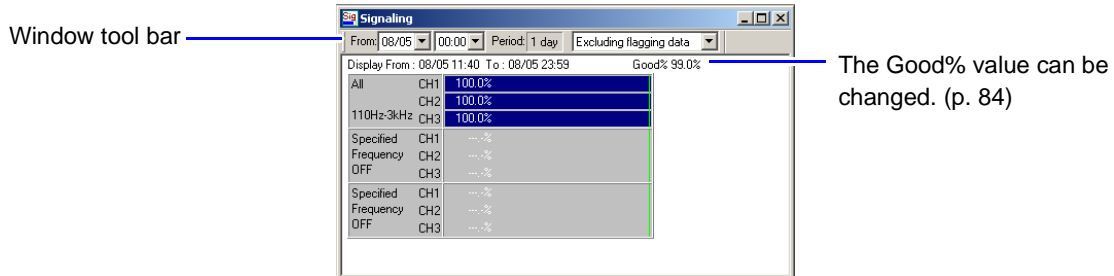 Sig Signaling
Window tool bar
From: 08/05 00:00 Period: 1 day Excluding flagging data
Display From : 08/05 11:40 To : 08/05 23:59 Good% 99.0%
The Good% value can be
changed. (p. 84)
All CH1 100.0%
CH2 100.0%
110Hz-3kHz CH3 100.0%
Specified CH1 ---.-%
Frequency CH2 ---.-%
OFF CH3 ---.-%
Specified CH1 ---.-%
Frequency CH2 ---.-%
OFF CH3 ---.-%